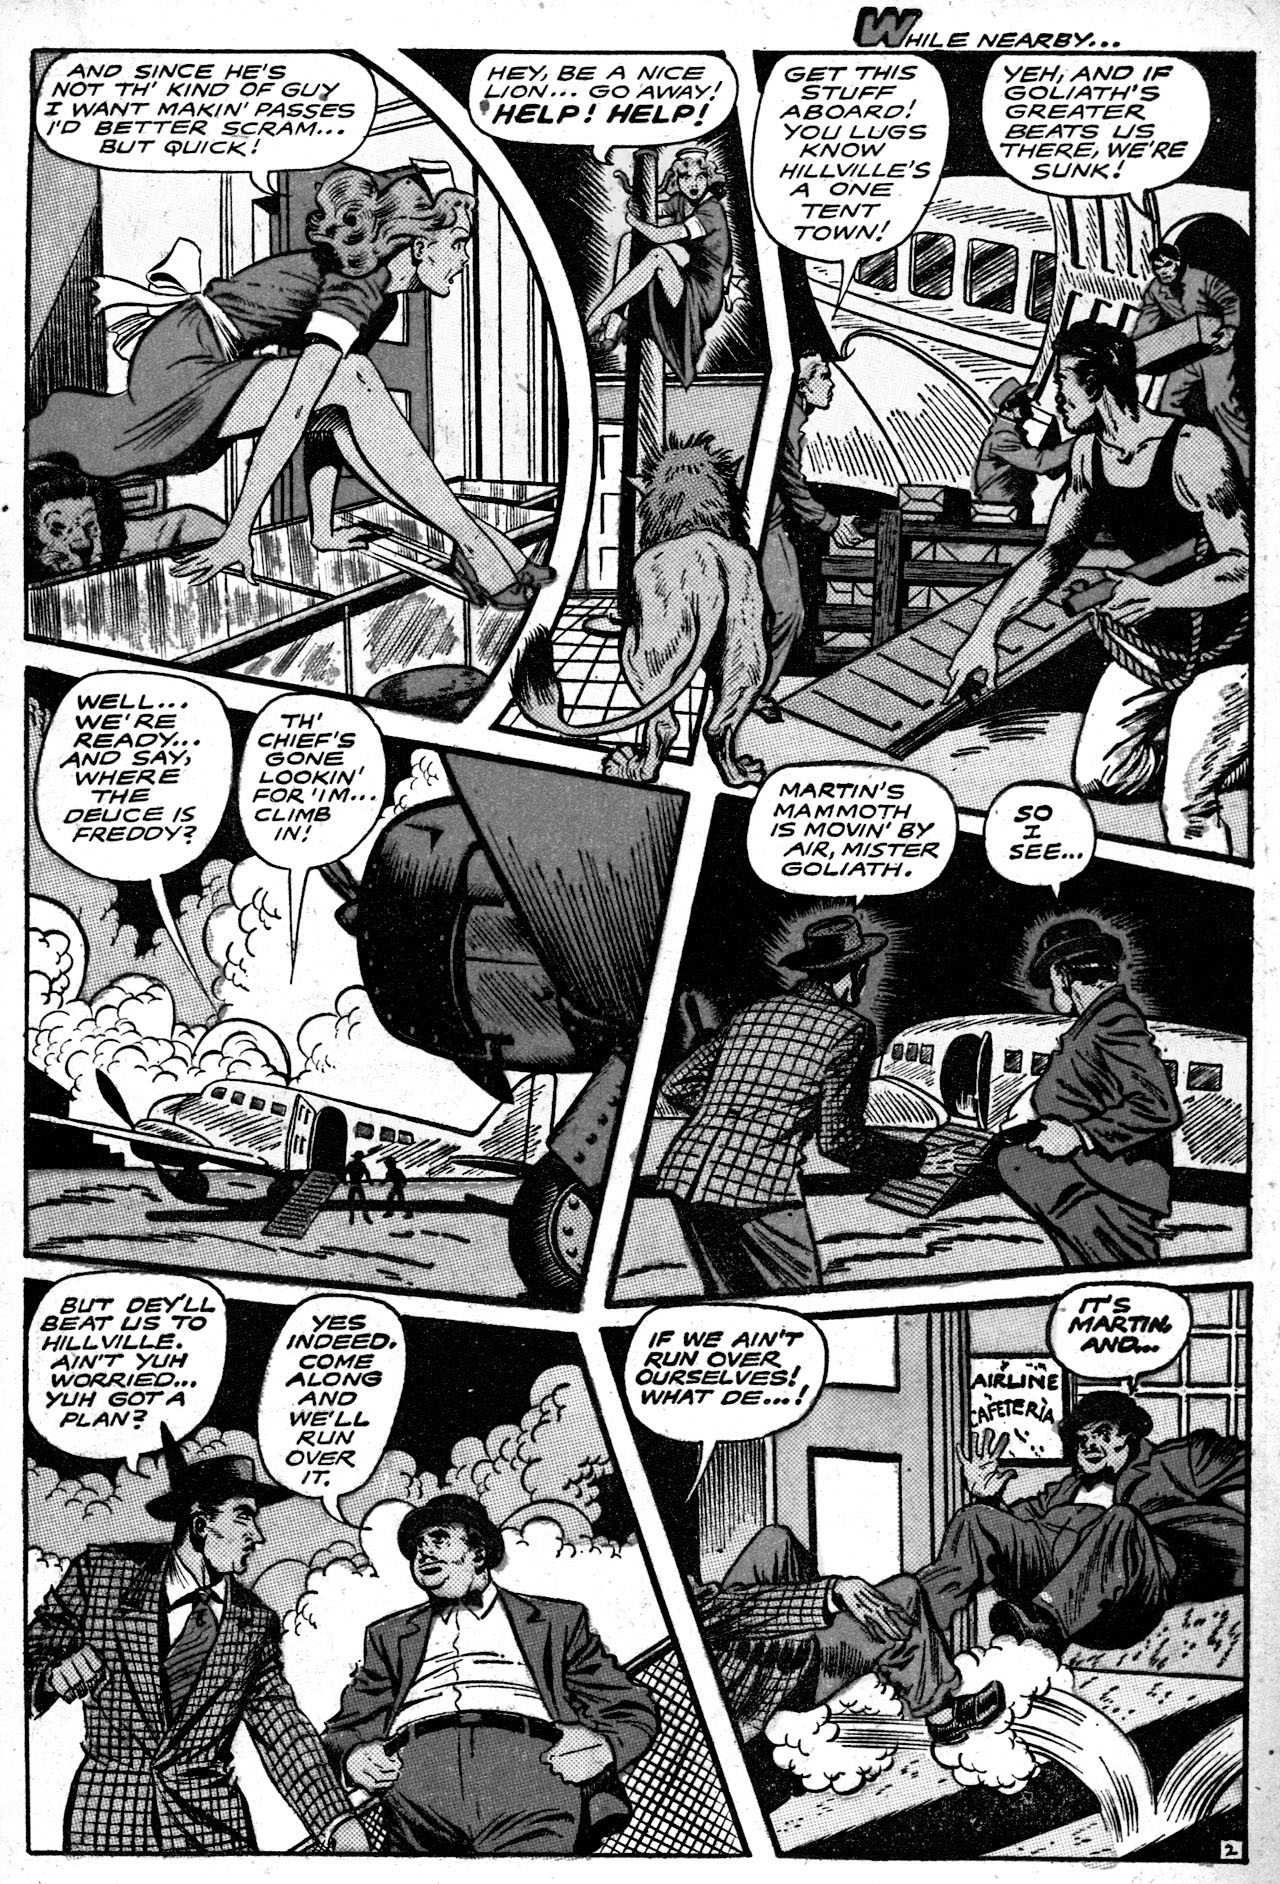 AND SINCE HE'S
NOT TH' KIND OF GUY
I WANT MAKIN' PASSES
I'D BETTER SCRAM...
BUT QUICK!
HEY, BE A NICE
LION... GO AWAY!
HELP! HELP!
WHILE NEARBY...
GET THIS
STUFF
ABOARD!
YOU LUGS
KNOW
HILLVILLE'S
A ONE
TENT
TOWN!
YEH, AND IF
GOLIATH'S
GREATER
BEATS US
THERE, WE'RE
SUNK!
WELL...
WE'RE
READY...
AND SAY,
WHERE
THE
DEUCE IS
FREDDY?
TH'
CHIEF'S
GONE
LOOKIN'
FOR 'IM...
CLIMB
IN!
MARTIN'S
MAMMOTH
IS MOVIN' BY
AIR, MISTER
GOLIATH.
SO
I
SEE...
BUT DEY'LL
BEAT US TO
HILLVILLE.
AIN'T YUH
WORRIED...
YUH GOT A
PLAN?
YES
INDEED.
COME
ALONG
AND
WE'LL
RUN
OVER
IT.
IF WE AIN'T
RUN OVER
OURSELVES!
WHAT DE...!
IT'S
MARTIN,
AND...
AIRLINE
CAFETERIA
2